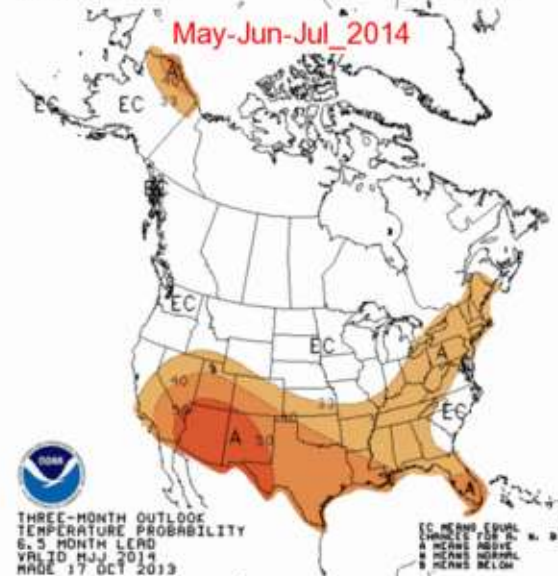 May-Jun-Jul_2014
A
EC
EC
33
EC
EC
A
40
33
50
40
EC
A
50
A
NOAA
THREE-MONTH OUTLOOK
TEMPERATURE PROBABILITY
6.5 MONTH LEAD
VALID MJJ 2014
MADE 17 OCT 2013
EC MEANS EQUAL
CHANCES FOR A, N, B
A MEANS ABOVE
N MEANS NORMAL
B MEANS BELOW